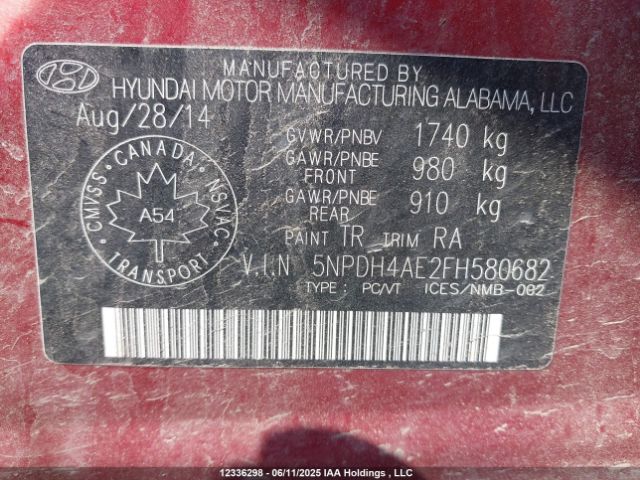 MANUFACTURED BY
HYUNDAI MOTOR MANUFACTURING ALABAMA, LLC
Aug/28/14
GVWR/PNBV 1740 kg
GAWR/PNBE FRONT 980 kg
GAWR/PNBE REAR 910 kg
PAINT TR TRIM RA
CMVSS · CANADA · NSVAC
A54
TRANSPORT
V.I.N 5NPDH4AE2FH580682
TYPE : PC/VT ICES/NMB-002
12336298 - 06/11/2025 IAA Holdings , LLC